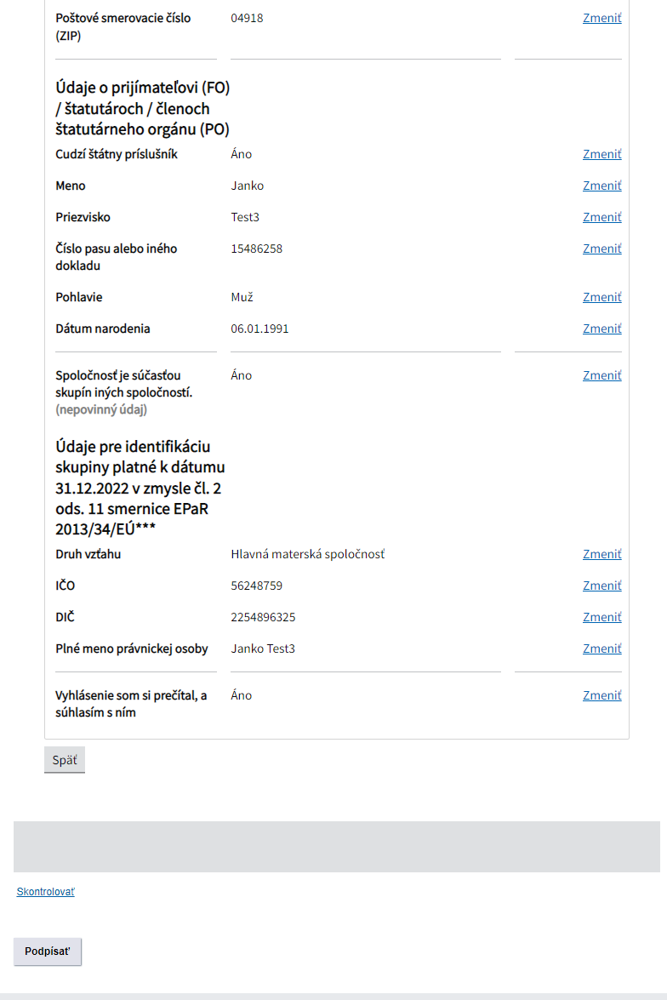 Poštové smerovacie číslo 04918 Zmeniť
(ZIP)
Údaje o prijímateľovi (FO)
/ štatutároch / členoch
štatutárneho orgánu (PO)
Cudzí štátny príslušník Áno Zmeniť
Meno Janko Zmeniť
Priezvisko Test3 Zmeniť
Číslo pasu alebo iného 15486258 Zmeniť
dokladu
Pohlavie Muž Zmeniť
Dátum narodenia 06.01.1991 Zmeniť
Spoločnosť je súčasťou Áno Zmeniť
skupín iných spoločností.
(nepovinný údaj)
Údaje pre identifikáciu
skupiny platné k dátumu
31.12.2022 v zmysle čl. 2
ods. 11 smernice EPaR
2013/34/EÚ***
Druh vzťahu Hlavná materská spoločnosť Zmeniť
IČO 56248759 Zmeniť
DIČ 2254896325 Zmeniť
Plné meno právnickej osoby Janko Test3 Zmeniť
Vyhlásenie som si prečítal, a Áno Zmeniť
súhlasím s ním
Späť
Skontrolovať
Podpísať